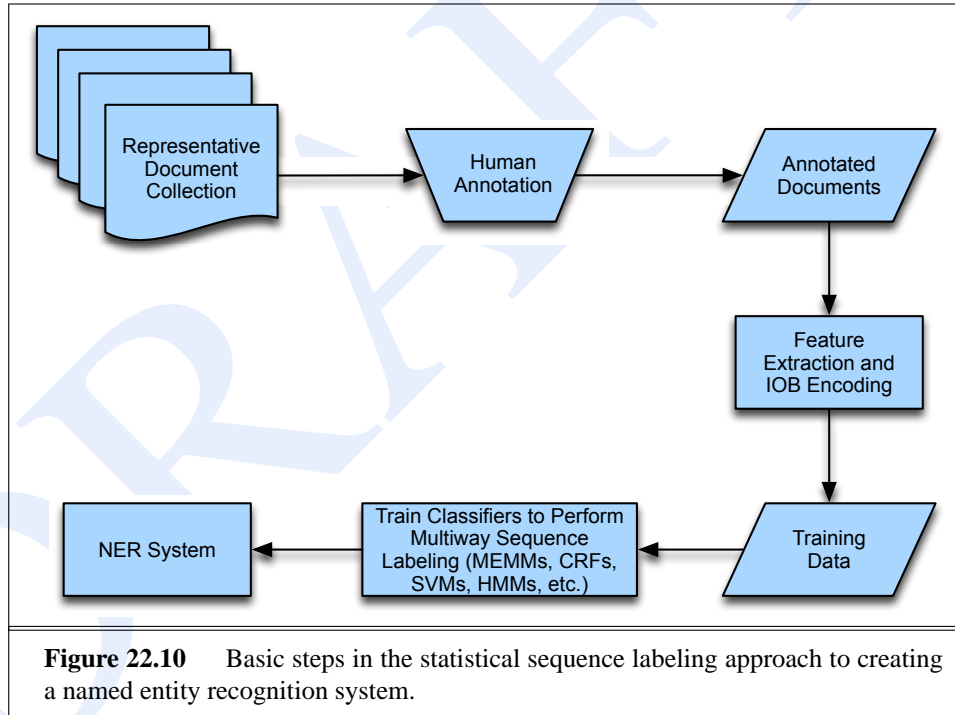 Representative
Document
Collection
Human
Annotation
Annotated
Documents
Feature
Extraction and
IOB Encoding
Training
Data
Train Classifiers to Perform
Multiway Sequence
Labeling (MEMMs, CRFs,
SVMs, HMMs, etc.)
NER System
Figure 22.10 Basic steps in the statistical sequence labeling approach to creating
a named entity recognition system.